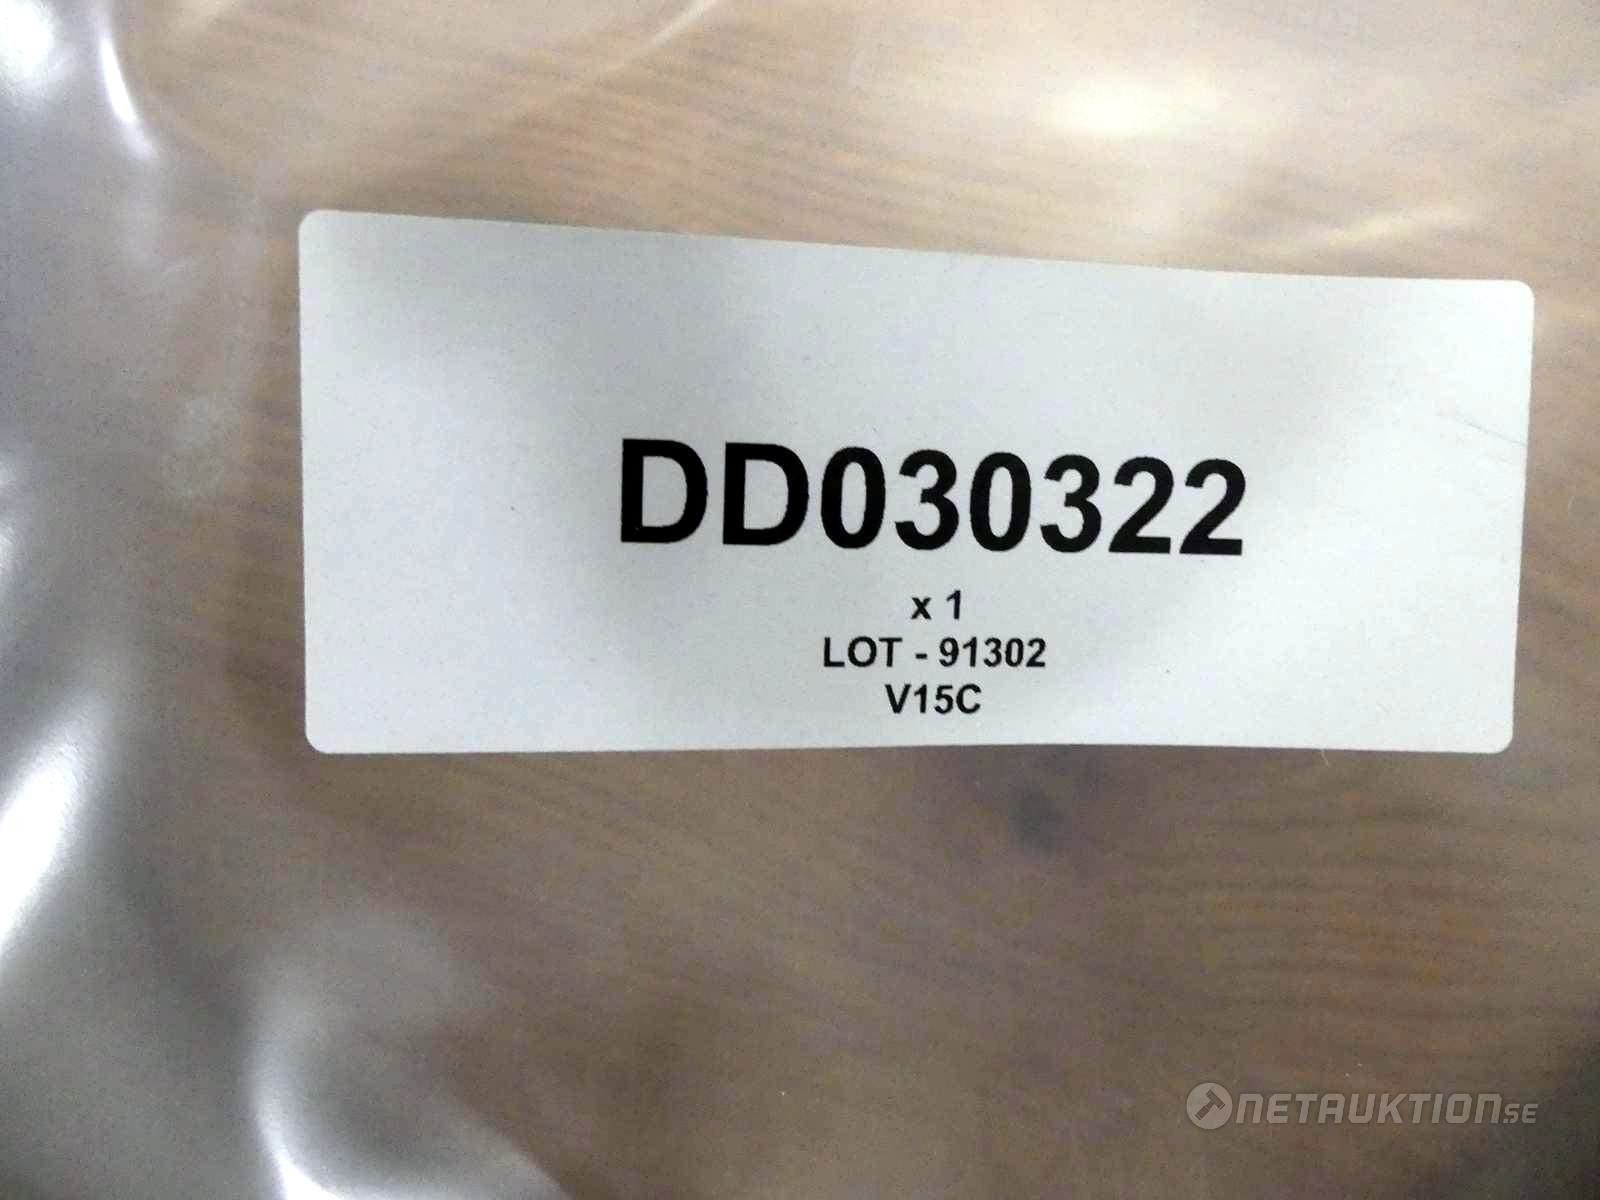 DD030322
x 1
LOT - 91302
V15C
NETAUKTION.SE